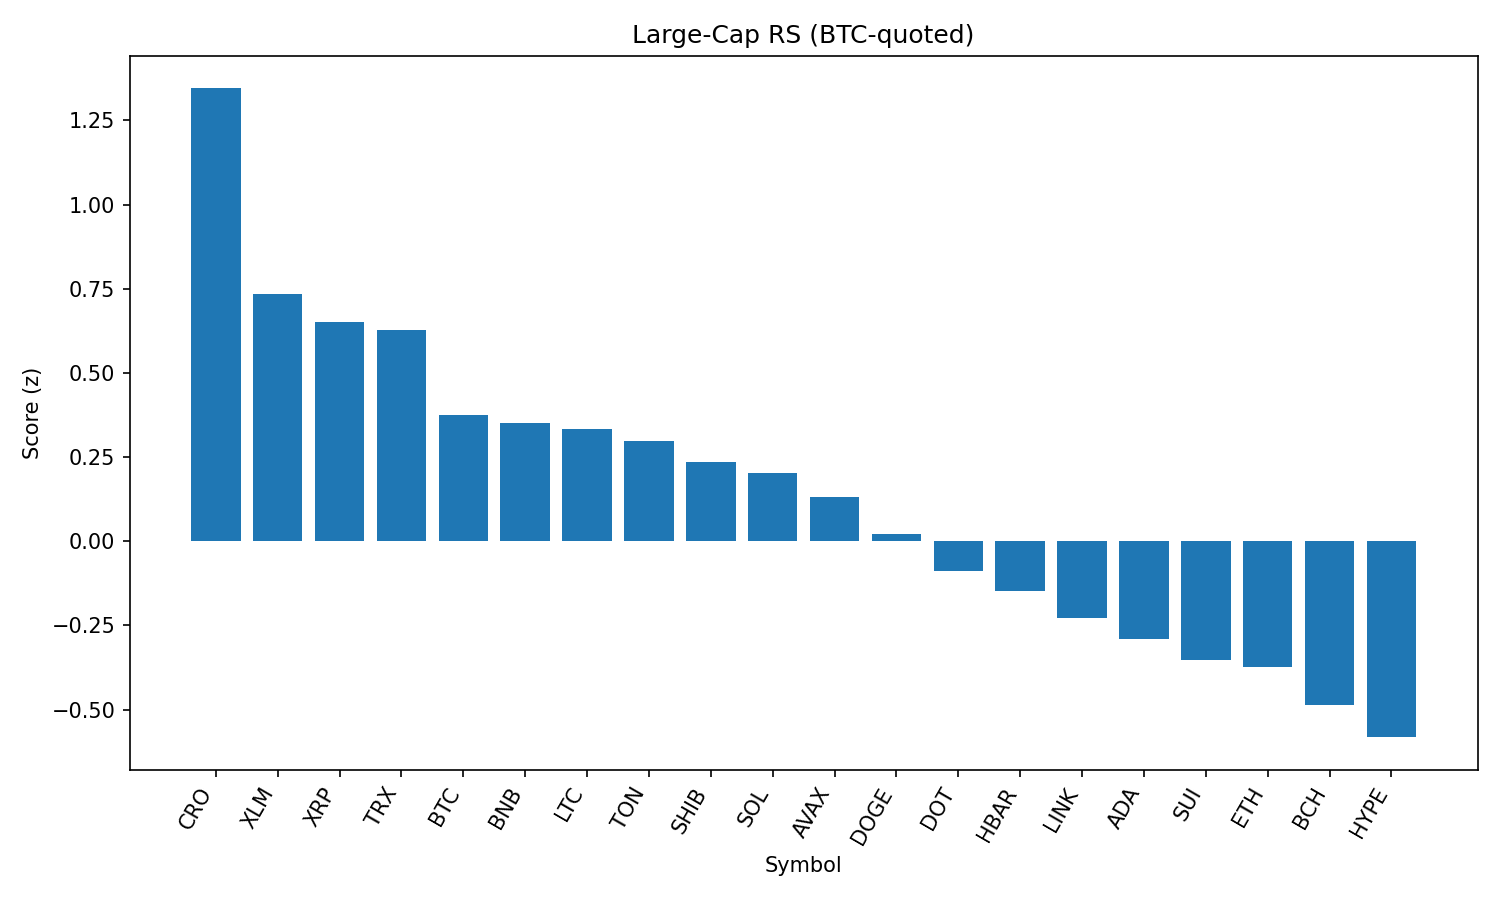 Large-Cap RS (BTC-quoted)
Score (z)
1.25
1.00
0.75
0.50
0.25
0.00
−0.25
−0.50
CRO
XLM
XRP
TRX
BTC
BNB
LTC
TON
SHIB
SOL
AVAX
DOGE
DOT
HBAR
LINK
ADA
SUI
ETH
BCH
HYPE
Symbol